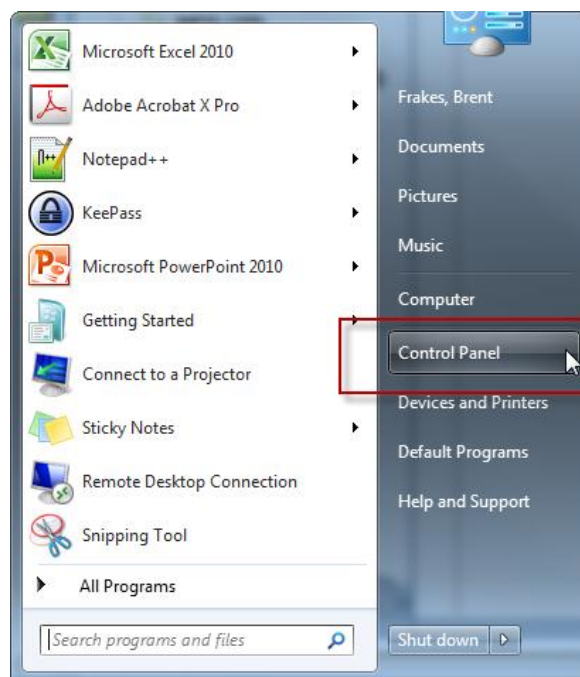 Microsoft Excel 2010
Adobe Acrobat X Pro
Notepad++
KeePass
Microsoft PowerPoint 2010
Getting Started
Connect to a Projector
Sticky Notes
Remote Desktop Connection
Snipping Tool
All Programs
Search programs and files
Frakes, Brent
Documents
Pictures
Music
Computer
Control Panel
Devices and Printers
Default Programs
Help and Support
Shut down